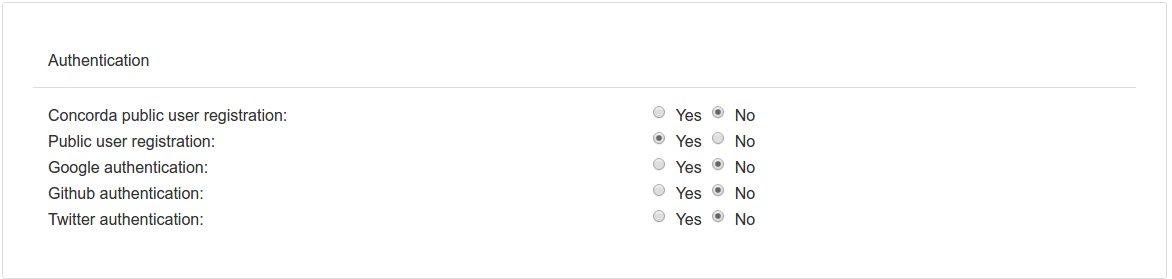 Authentication
Concorda public user registration: Yes No
Public user registration: Yes No
Google authentication: Yes No
Github authentication: Yes No
Twitter authentication: Yes No